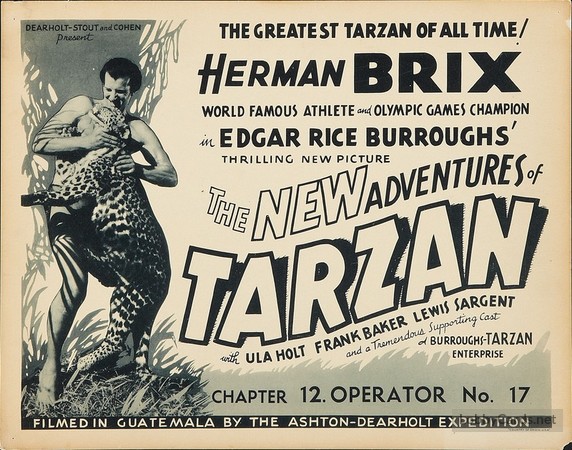 DEARHOLT-STOUT and COHEN
Present
THE GREATEST TARZAN OF ALL TIME!
HERMAN BRIX
WORLD FAMOUS ATHLETE and OLYMPIC GAMES CHAMPION
in EDGAR RICE BURROUGHS'
THRILLING NEW PICTURE
THE NEW ADVENTURES of
TARZAN
with ULA HOLT FRANK BAKER LEWIS SARGENT
and a Tremendous Supporting Cast
A BURROUGHS-TARZAN
ENTERPRISE
CHAPTER 12. OPERATOR No. 17
FILMED IN GUATEMALA BY THE ASHTON-DEARHOLT EXPEDITION